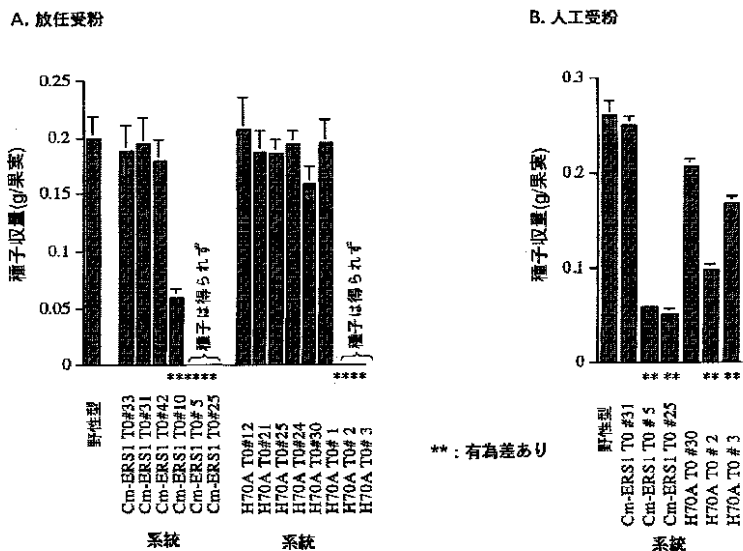 A. 放任受粉
種子収量(g/果実)
0.25
0.2
0.15
0.1
0.05
0
種子は得られず
種子は得られず
** ** **
** **
野性型
Cm-ERS1 T0#33
Cm-ERS1 T0#31
Cm-ERS1 T0#42
Cm-ERS1 T0#10
Cm-ERS1 T0# 5
Cm-ERS1 T0#25
系統
H70A T0#12
H70A T0#21
H70A T0#25
H70A T0#24
H70A T0#30
H70A T0# 1
H70A T0# 2
H70A T0# 3
系統
B. 人工受粉
種子収量(g/果実)
0.3
0.2
0.1
0
** **
** **
野性型
Cm-ERS1 T0 #31
Cm-ERS1 T0 # 5
Cm-ERS1 T0 #25
H70A T0 #30
H70A T0 # 2
H70A T0 # 3
系統
** : 有為差あり